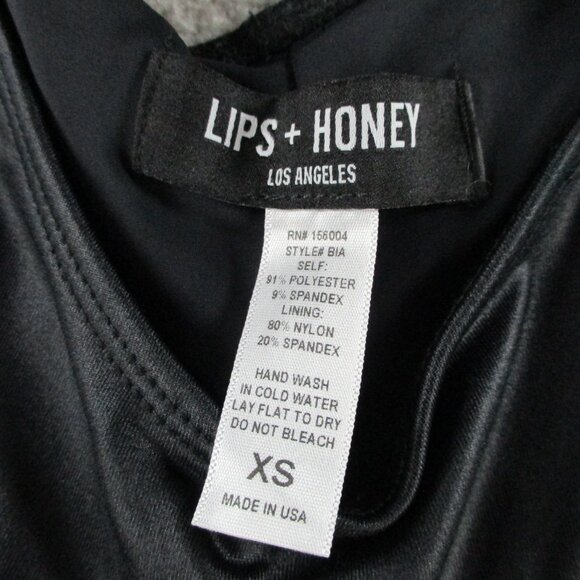 LIPS + HONEY
LOS ANGELES
RN# 156004
STYLE# BIA
SELF:
91% POLYESTER
9% SPANDEX
LINING:
80% NYLON
20% SPANDEX
HAND WASH
IN COLD WATER
LAY FLAT TO DRY
DO NOT BLEACH
XS
MADE IN USA